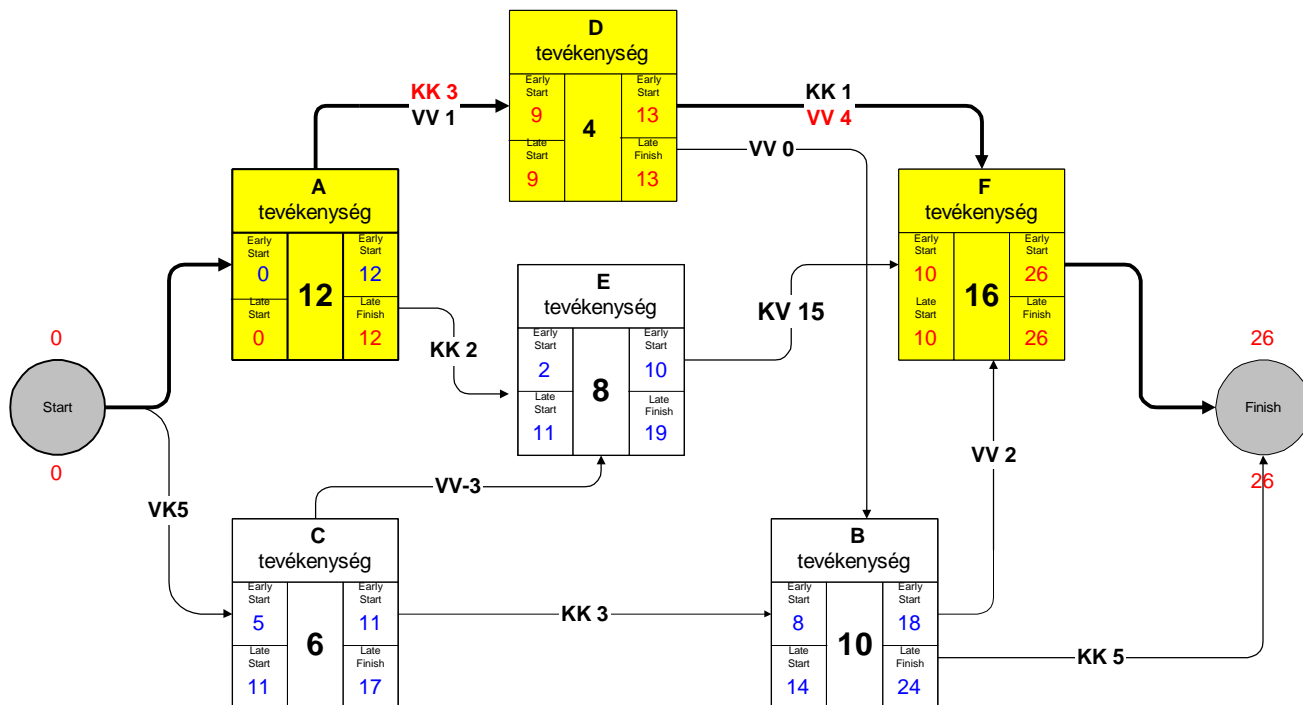 D
tevékenység
Early Start
9
4
Early Start
13
Late Start
9
Late Finish
13
KK 3
VV 1
KK 1
VV 4
VV 0
A
tevékenység
Early Start
0
12
Early Start
12
Late Start
0
Late Finish
12
F
tevékenység
Early Start
10
16
Early Start
26
Late Start
10
Late Finish
26
E
tevékenység
Early Start
2
8
Early Start
10
Late Start
11
Late Finish
19
KV 15
KK 2
0
Start
0
26
Finish
26
VK5
VV-3
VV 2
C
tevékenység
Early Start
5
6
Early Start
11
Late Start
11
Late Finish
17
KK 3
B
tevékenység
Early Start
8
10
Early Start
18
Late Start
14
Late Finish
24
KK 5